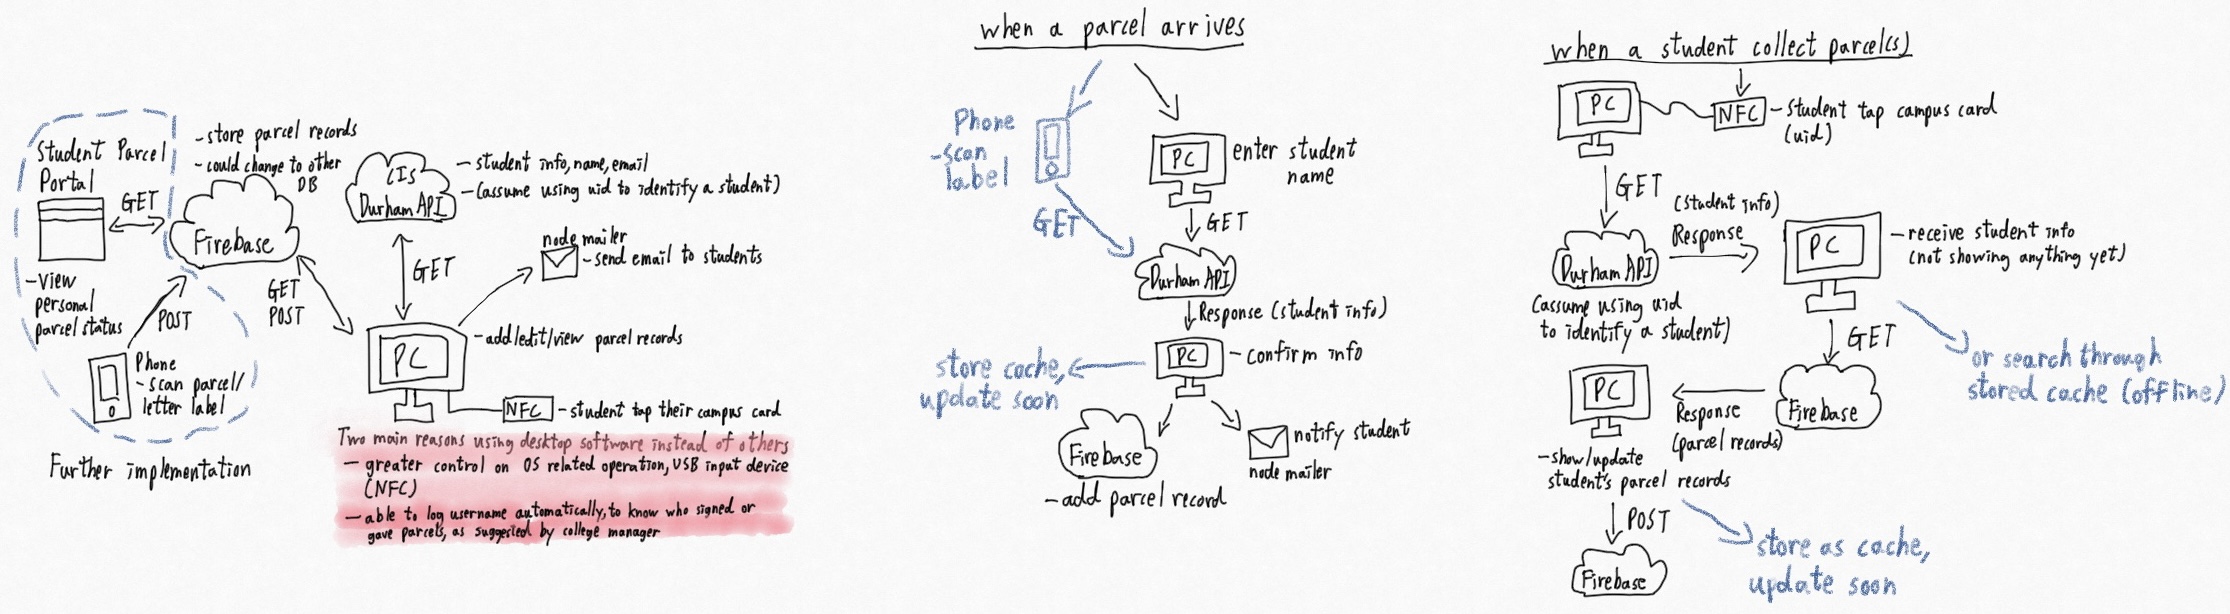 Student Parcel
Portal
GET
-View
personal
parcel status
POST
Phone
- scan parcel/
letter label
Further implementation
- store parcel records
- could change to other
DB
Firebase
GET
POST
CIS
Durham API
- student info, name, email
- (assume using uid to identify a student)
GET
node mailer
- send email to students
PC
- add/edit/view parcel records
NFC
- student tap their campus card
Two main reasons using desktop software instead of others
- greater control on OS related operation, USB input device
(NFC)
- able to log username automatically, to know who signed or
gave parcels, as suggested by college manager
when a parcel arrives
Phone
-scan
label
GET
PC
enter student
name
GET
Durham API
Response (student info)
PC
- confirm info
store cache,
update soon
Firebase
- add parcel record
notify student
node mailer
when a student collect parcel(s)
PC
NFC
- Student tap campus card
(uid)
GET
Durham API
(assume using uid
to identify a student)
(student info)
Response
PC
- receive student info
(not showing anything yet)
GET
or search through
stored cache (offline)
Firebase
Response
(parcel records)
PC
- show/update
student's parcel records
POST
Firebase
store as cache,
update soon